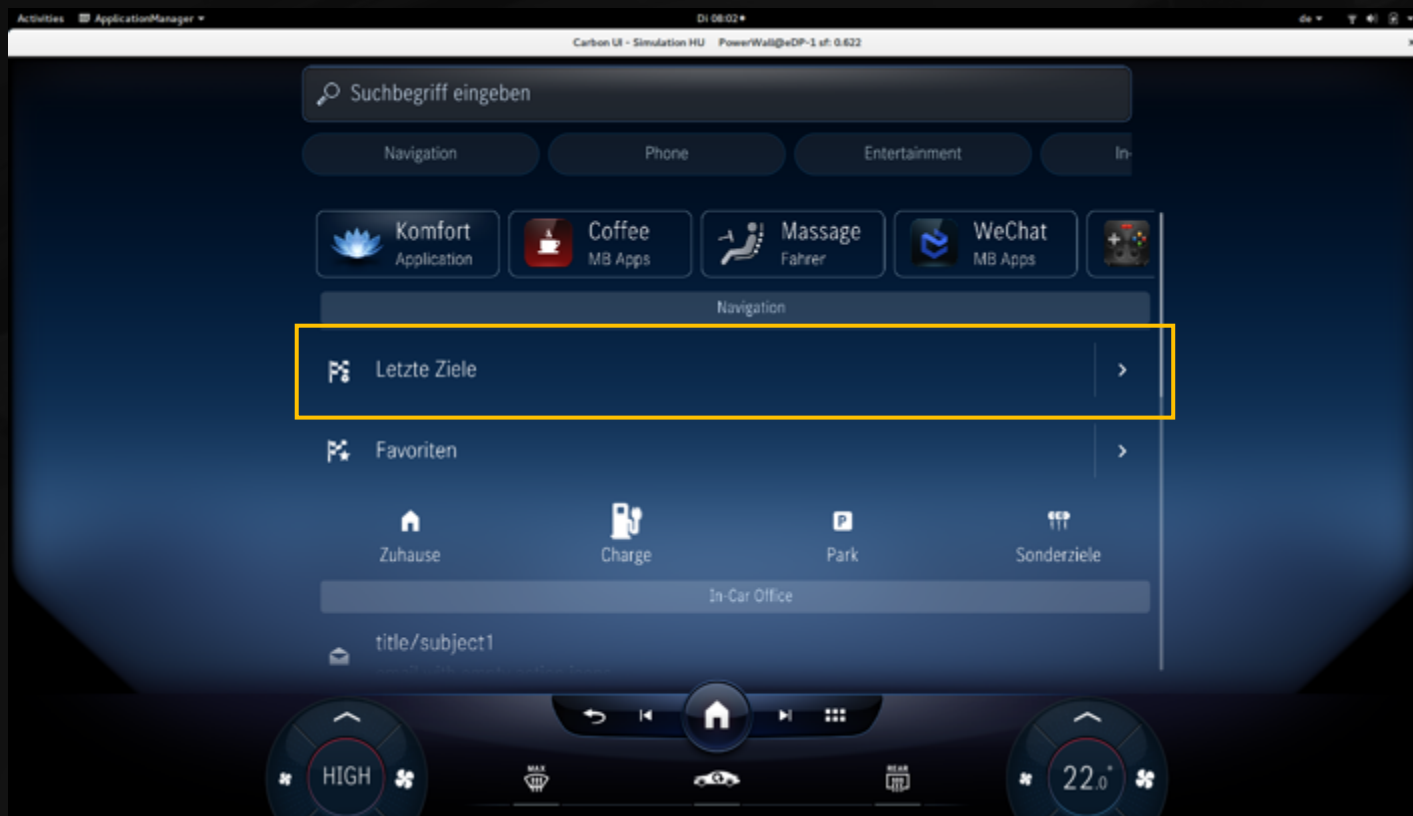 Activities ApplicationManager
Di 08:02
de
Carbon UI - Simulation HU PowerWall@eDP-1 sf: 0.622
Suchbegriff eingeben
Navigation Phone Entertainment In-
Komfort Coffee Massage WeChat
Application MB Apps Fahrer MB Apps
Navigation
Letzte Ziele
Favoriten
P
Zuhause Charge Park Sonderziele
In-Car Office
title/subject1
HIGH MAX REAR 22.0°